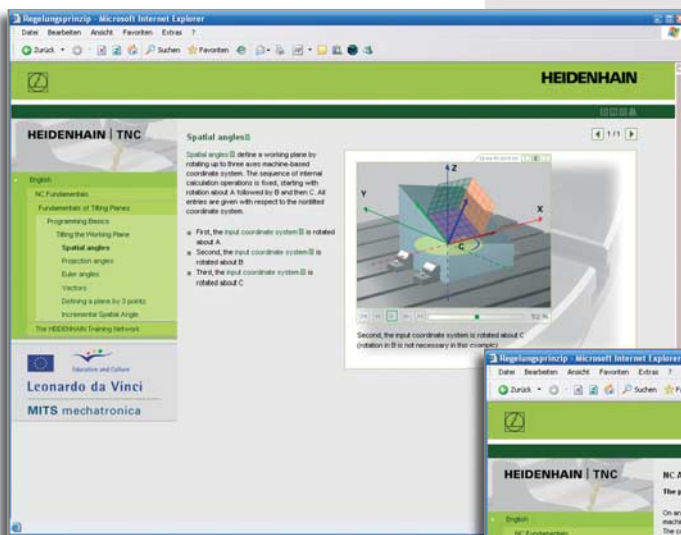 Regelungsprinzip - Microsoft Internet Explorer
Datei Bearbeiten Ansicht Favoriten Extras ?
Zurück Suchen Favoriten
HEIDENHAIN
HEIDENHAIN | TNC
English
NC Fundamentals
Fundamentals of Tilting Planes
Programming Basics
Tilting the Working Plane
Spatial angles
Projection angles
Euler angles
Vectors
Defining a plane by 3 points
Incremental Spatial Angle
The HEIDENHAIN Training Network
Education and Culture
Leonardo da Vinci
MITS mechatronica
Spatial angles
Spatial angles define a working plane by
rotating up to three axes machine-based
coordinate system. The sequence of internal
calculation operations is fixed, starting with
rotation about A followed by B and then C. All
entries are given with respect to the nontilted
coordinate system.
First, the input coordinate system is rotated
about A
Second, the input coordinate system is
rotated about B
Third, the input coordinate system is
rotated about C
1/1
Z
Y
X
C
Second, the input coordinate system is rotated about C
(rotation in B is not necessary in this example)
Regelungsprinzip - Microsoft Internet Explorer
Datei Bearbeiten Ansicht Favoriten Extras ?
Zurück Suchen
HEIDENHAIN | TNC
English
NC Fundamentals
NC A
The p
On an
machin
The co